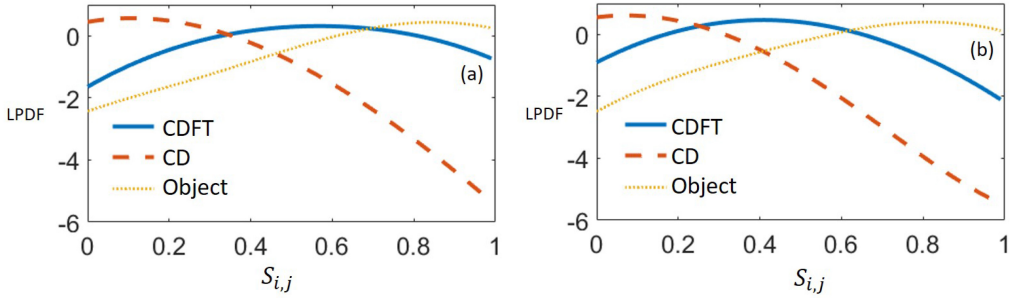 0
(a)
-2
LPDF
CDFT
-4
CD
Object
-6
0 0.2 0.4 0.6 0.8 1
S_{i,j}
0
(b)
-2
LPDF
CDFT
-4
CD
Object
-6
0 0.2 0.4 0.6 0.8 1
S_{i,j}